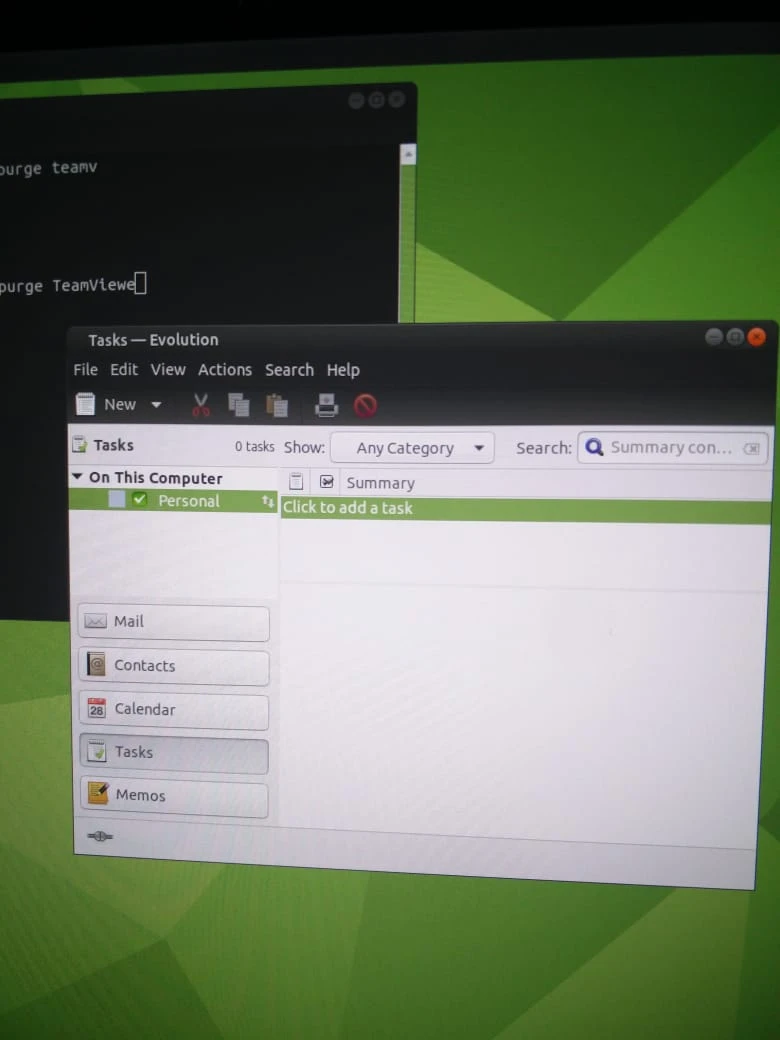 purge teamv
purge TeamViewe
Tasks — Evolution
File Edit View Actions Search Help
New
Tasks 0 tasks Show: Any Category Search: Summary con...
On This Computer
Summary
Personal
Click to add a task
Mail
Contacts
28 Calendar
Tasks
Memos